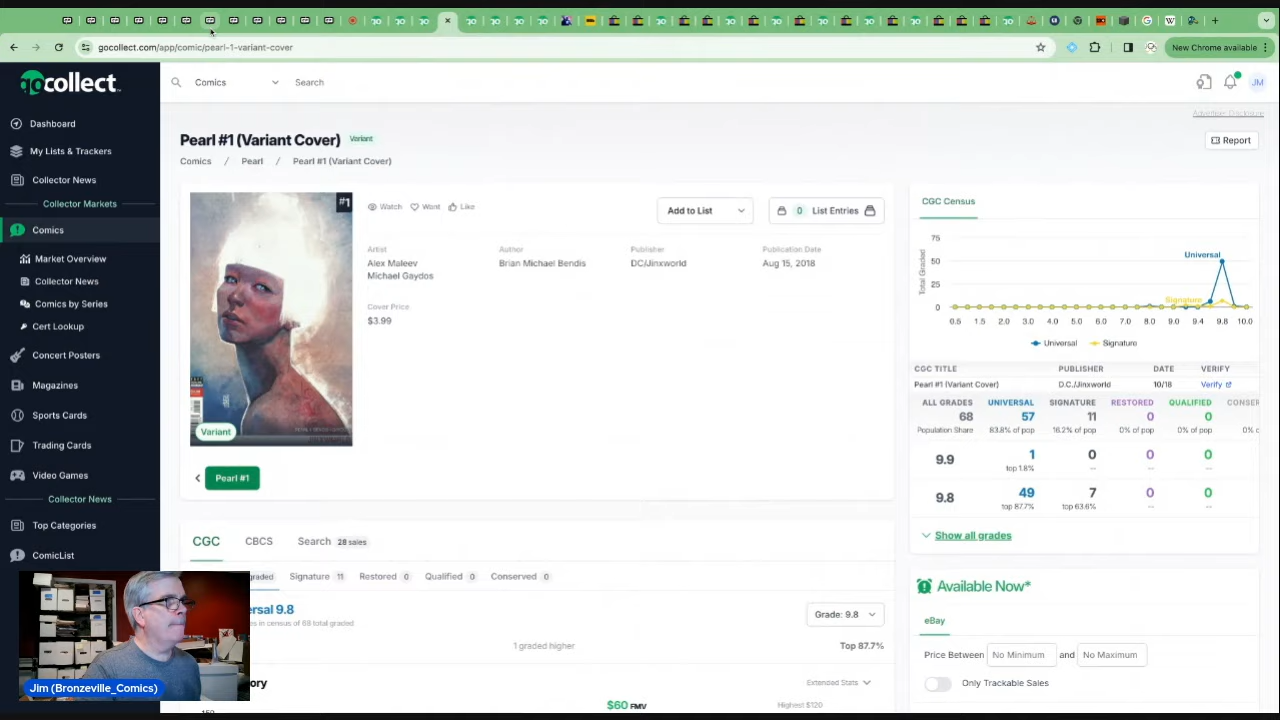 gocollect.com/app/comic/pearl-1-variant-cover
New Chrome available
gocollect
Comics
Search
JM
Advertiser Disclosure
Dashboard
My Lists & Trackers
Collector News
Collector Markets
Comics
Market Overview
Collector News
Comics by Series
Cert Lookup
Concert Posters
Magazines
Sports Cards
Trading Cards
Video Games
Collector News
Top Categories
ComicList
Jim (Bronzeville_Comics)
Pearl #1 (Variant Cover) Variant
Report
Comics / Pearl / Pearl #1 (Variant Cover)
#1
Variant
Watch Want Like
Add to List
0 List Entries
Artist
Alex Maleev
Michael Gaydos
Author
Brian Michael Bendis
Publisher
DC/Jinxworld
Publication Date
Aug 15, 2018
Cover Price
$3.99
Pearl #1
CGC CBCS Search 28 sales
graded Signature 11 Restored 0 Qualified 0 Conserved 0
ersal 9.8
es in census of 68 total graded
Grade: 9.8
1 graded higher
Top 87.7%
ory
Extended Stats
150
$60 FMV
Highest $120
CGC Census
Total Graded
75
50
25
0
Universal
Signature
0.5 1.5 2.0 3.0 4.0 5.0 6.0 7.0 8.0 9.0 9.4 9.8 10.0
Universal Signature
CGC TITLE PUBLISHER DATE VERIFY
Pearl #1 (Variant Cover) D.C./Jinxworld 10/18 Verify
ALL GRADES UNIVERSAL SIGNATURE RESTORED QUALIFIED CONSER
68 57 11 0 0
Population Share 83.8% of pop 16.2% of pop 0% of pop 0% of pop 0% c
9.9 1 0 0 0
top 1.8% -- -- --
9.8 49 7 0 0
top 87.7% top 63.6% -- --
Show all grades
Available Now*
eBay
Price Between No Minimum and No Maximum
Only Trackable Sales